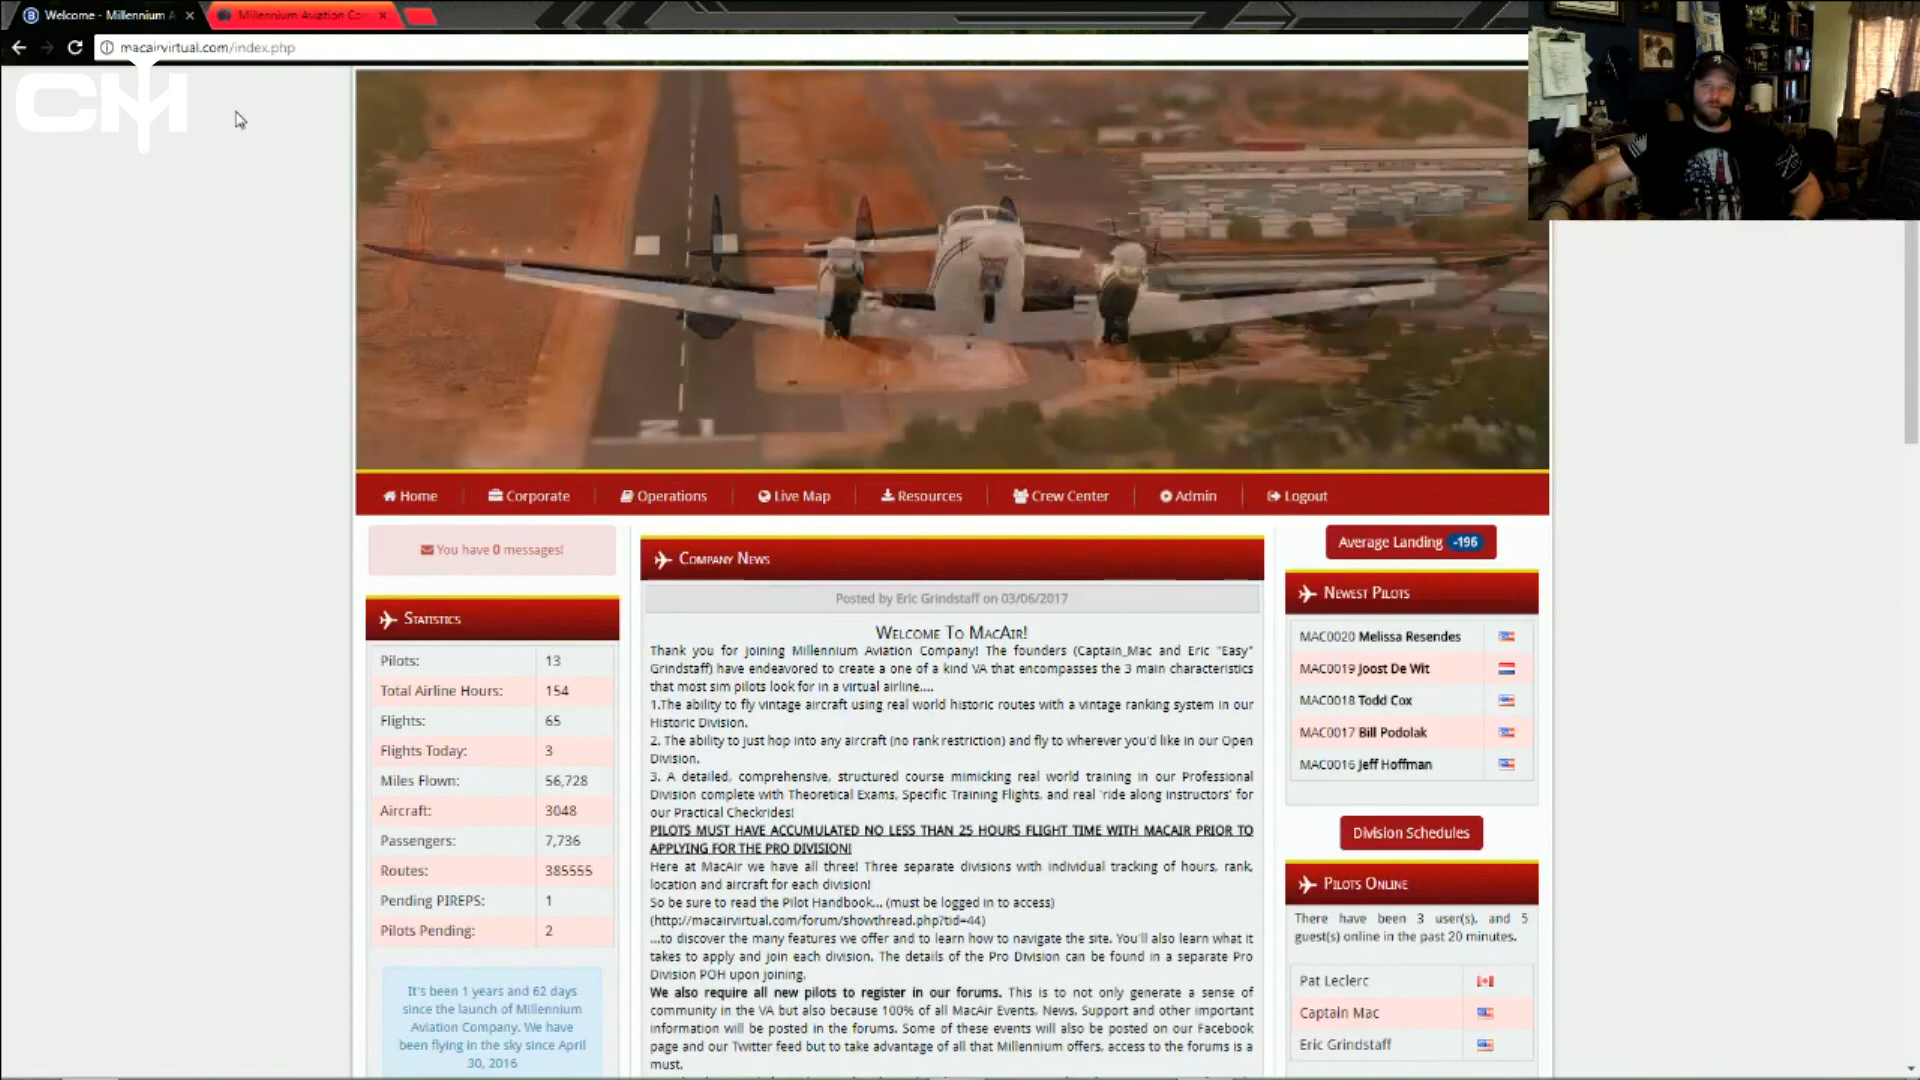 Welcome - Millennium A
Millennium Aviation Co
macairvirtual.com/index.php
CM
Home
Corporate
Operations
Live Map
Resources
Crew Center
Admin
Logout
You have 0 messages!
Statistics
Pilots: 13
Total Airline Hours: 154
Flights: 65
Flights Today: 3
Miles Flown: 56,728
Aircraft: 3048
Passengers: 7,736
Routes: 385555
Pending PIREPS: 1
Pilots Pending: 2
It's been 1 years and 62 days
since the launch of Millennium
Aviation Company. We have
been flying in the sky since April
30, 2016
Company News
Posted by Eric Grindstaff on 03/06/2017
Welcome To MacAir!
Thank you for joining Millennium Aviation Company! The founders (Captain_Mac and Eric "Easy"
Grindstaff) have endeavored to create a one of a kind VA that encompasses the 3 main characteristics
that most sim pilots look for in a virtual airline....
1.The ability to fly vintage aircraft using real world historic routes with a vintage ranking system in our
Historic Division.
2. The ability to just hop into any aircraft (no rank restriction) and fly to wherever you'd like in our Open
Division.
3. A detailed, comprehensive, structured course mimicking real world training in our Professional
Division complete with Theoretical Exams, Specific Training Flights, and real 'ride along instructors' for
our Practical Checkrides!
PILOTS MUST HAVE ACCUMULATED NO LESS THAN 25 HOURS FLIGHT TIME WITH MACAIR PRIOR TO
APPLYING FOR THE PRO DIVISION!
Here at MacAir we have all three! Three separate divisions with individual tracking of hours, rank,
location and aircraft for each division!
So be sure to read the Pilot Handbook... (must be logged in to access)
(http://macairvirtual.com/forum/showthread.php?tid=44)
...to discover the many features we offer and to learn how to navigate the site. You'll also learn what it
takes to apply and join each division. The details of the Pro Division can be found in a separate Pro
Division POH upon joining.
We also require all new pilots to register in our forums. This is to not only generate a sense of
community in the VA but also because 100% of all MacAir Events, News, Support and other important
information will be posted in the forums. Some of these events will also be posted on our Facebook
page and our Twitter feed but to take advantage of all that Millennium offers, access to the forums is a
must.
Average Landing -196
Newest Pilots
MAC0020 Melissa Resendes
MAC0019 Joost De Wit
MAC0018 Todd Cox
MAC0017 Bill Podolak
MAC0016 Jeff Hoffman
Division Schedules
Pilots Online
There have been 3 user(s), and 5
guest(s) online in the past 20 minutes.
Pat Leclerc
Captain Mac
Eric Grindstaff